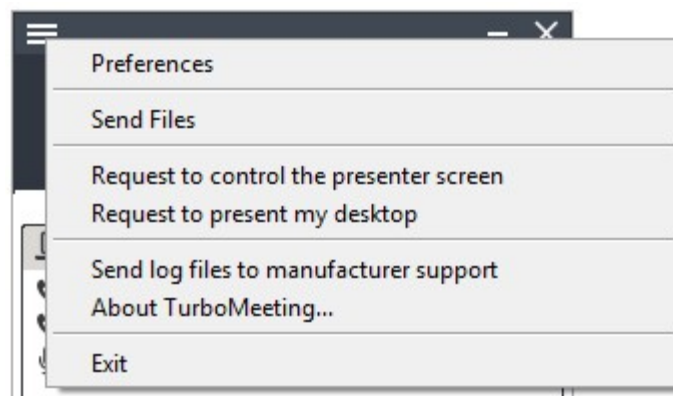 Preferences
Send Files
Request to control the presenter screen
Request to present my desktop
Send log files to manufacturer support
About TurboMeeting...
Exit